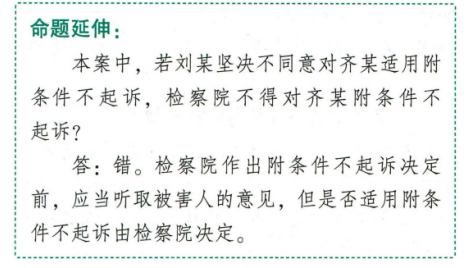 命题延伸：
本案中，若刘某坚决不同意对齐某适用附
条件不起诉，检察院不得对齐某附条件不
起诉？
答：错。检察院作出附条件不起诉决定
前，应当听取被害人的意见，但是否适用附条
件不起诉由检察院决定。